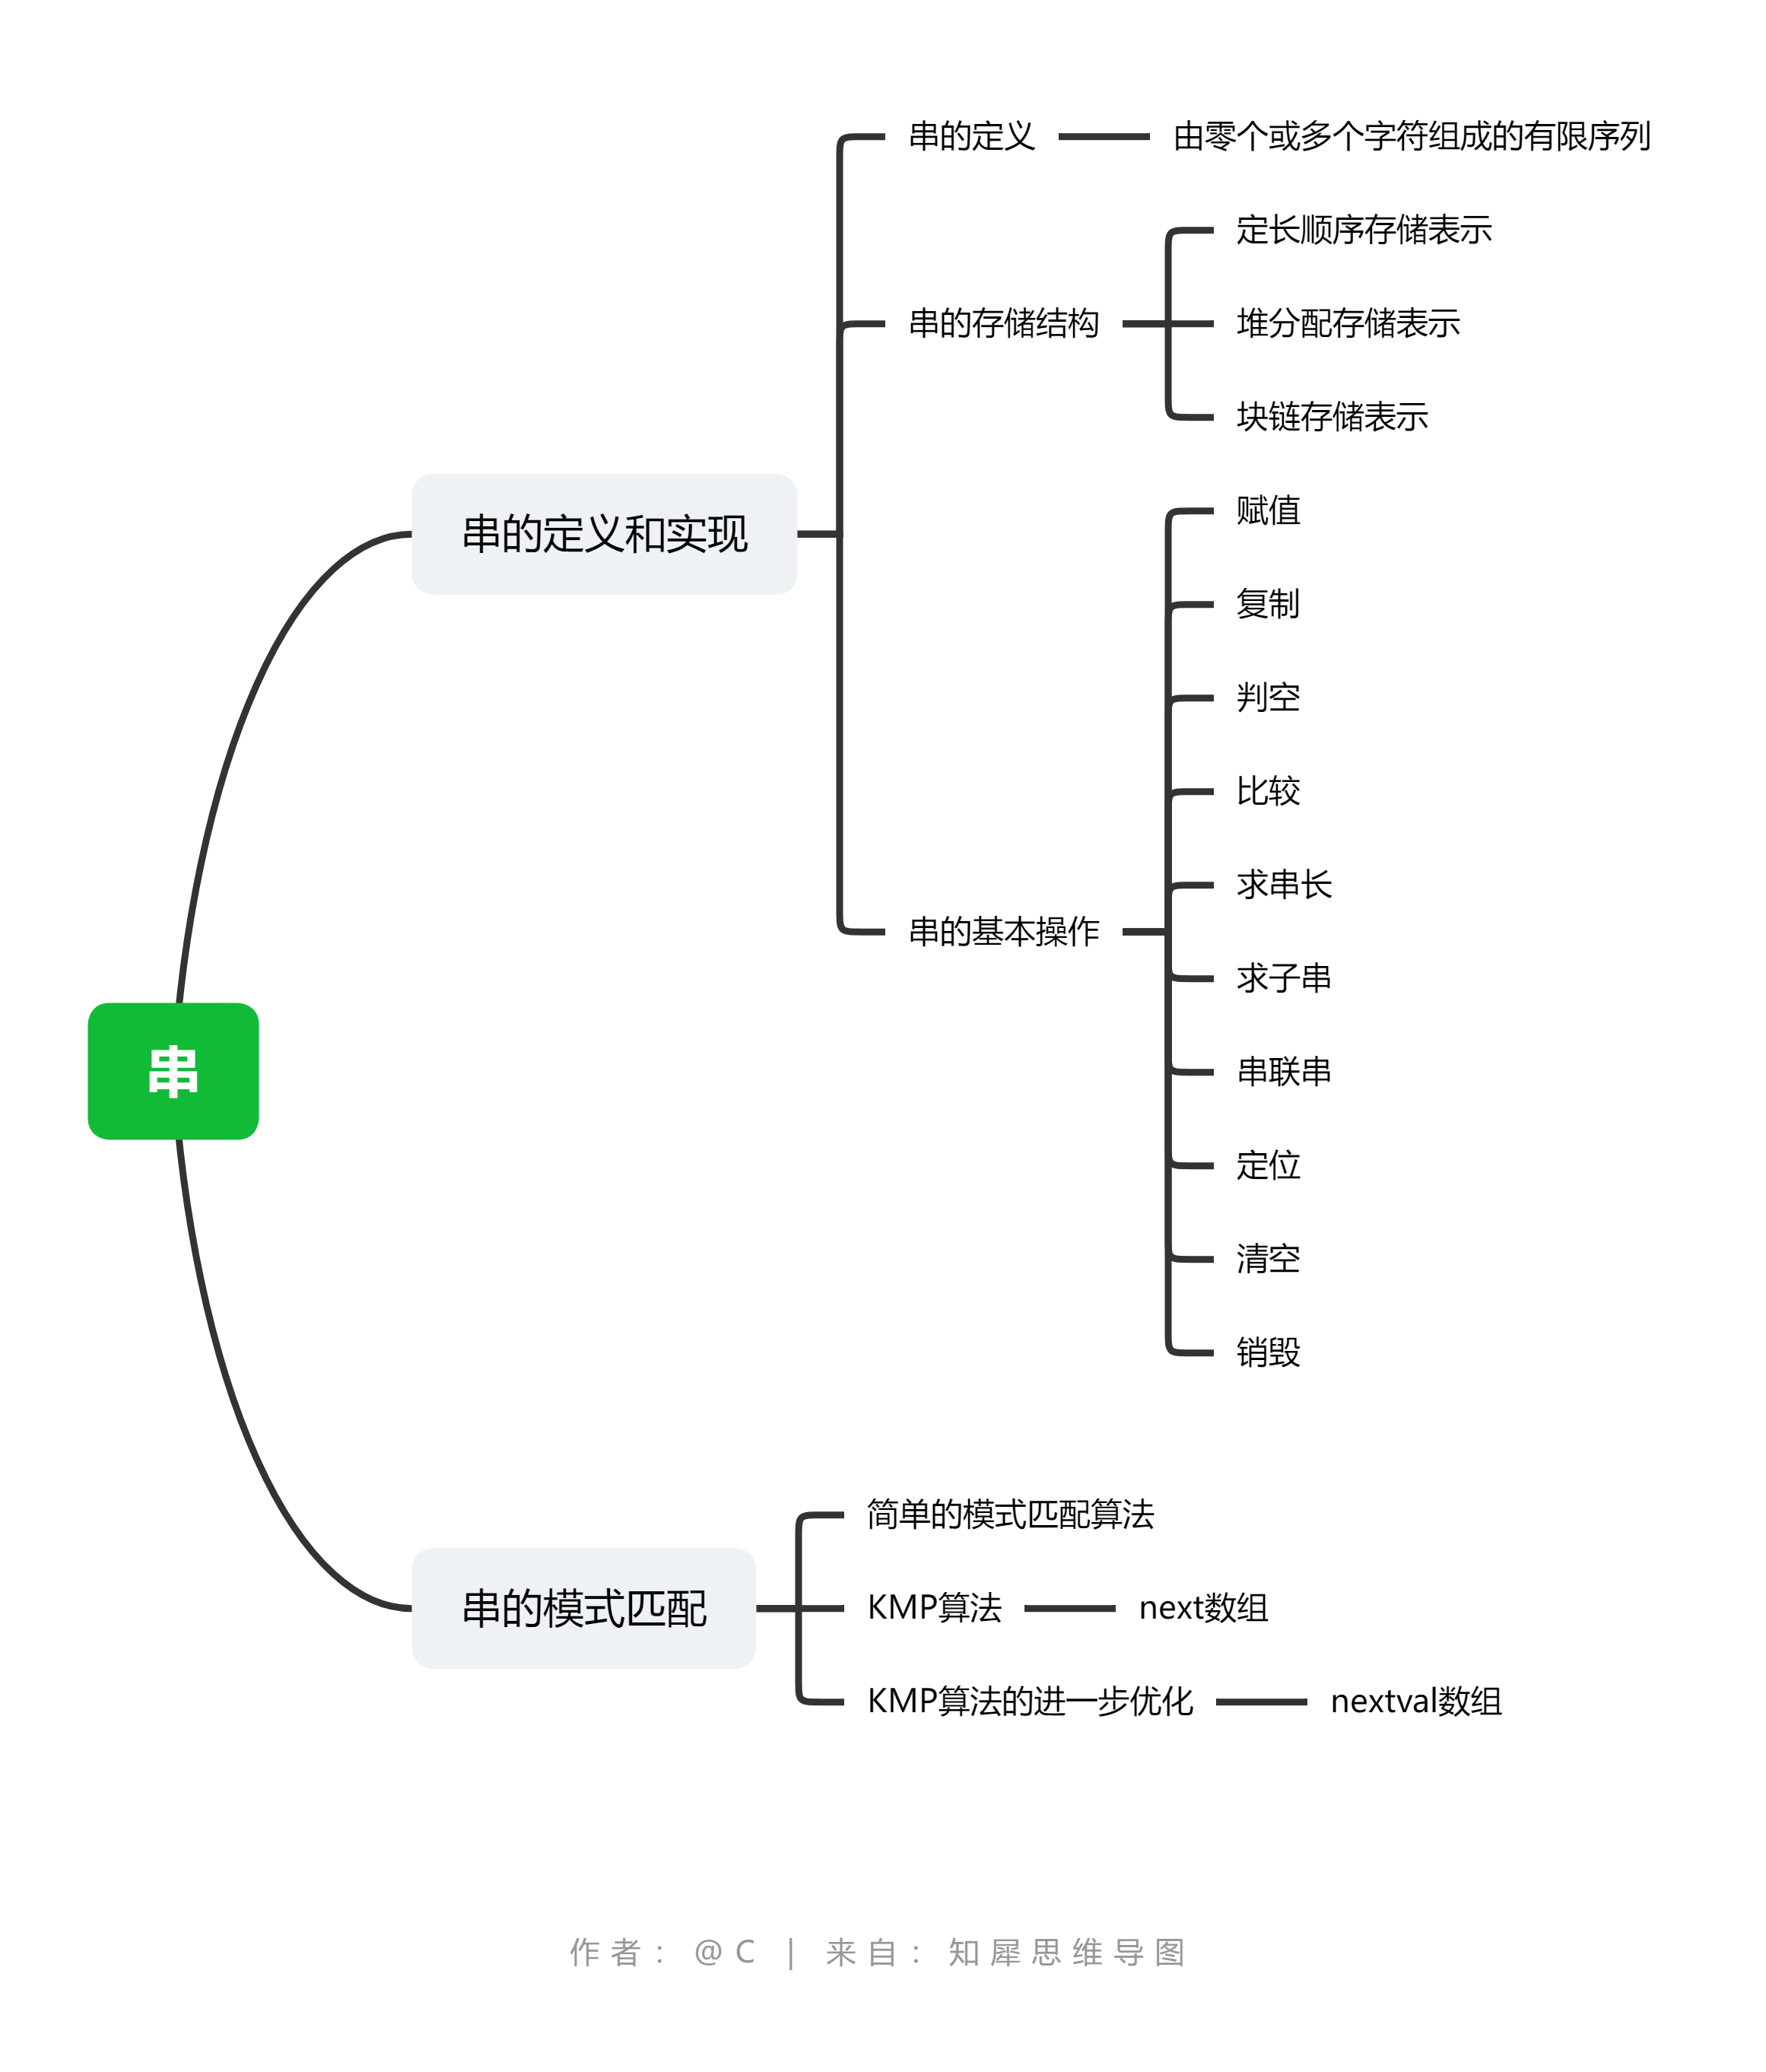 串
串的定义和实现
串的定义
由零个或多个字符组成的有限序列
串的存储结构
定长顺序存储表示
堆分配存储表示
块链存储表示
串的基本操作
赋值
复制
判空
比较
求串长
求子串
串联串
定位
清空
销毁
串的模式匹配
简单的模式匹配算法
KMP算法
next数组
KMP算法的进一步优化
nextval数组
作者：@C | 来自：知犀思维导图